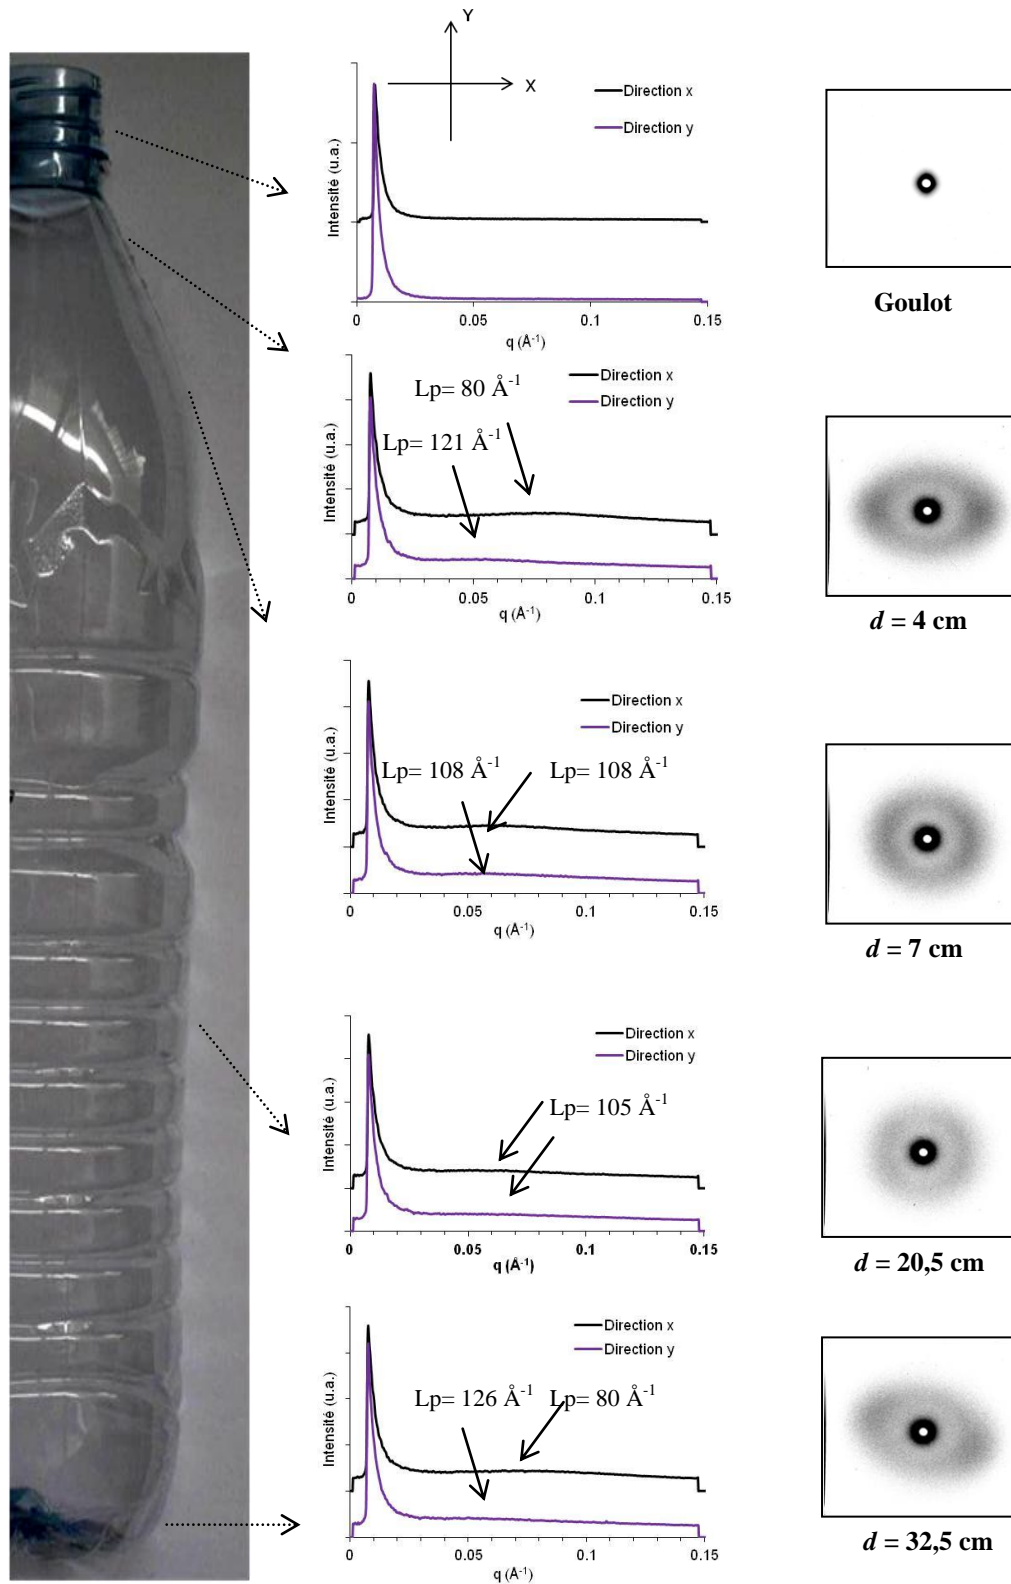 Y
X
Direction x
Direction y
Intensité (u.a.)
0 0.05 0.1 0.15
q (Å-1)
Goulot
Direction x
Direction y
Lp= 80 Å-1
Lp= 121 Å-1
Intensité (u.a.)
0 0.05 0.1 0.15
q (Å-1)
d = 4 cm
Direction x
Direction y
Lp= 108 Å-1 Lp= 108 Å-1
Intensité (u.a.)
0 0.05 0.1 0.15
q (Å-1)
d = 7 cm
Direction x
Direction y
Lp= 105 Å-1
Intensité (u.a.)
0 0.05 0.1 0.15
q (Å-1)
d = 20,5 cm
Direction x
Direction y
Lp= 126 Å-1 Lp= 80 Å-1
Intensité (u.a.)
0 0.05 0.1 0.15
q (Å-1)
d = 32,5 cm